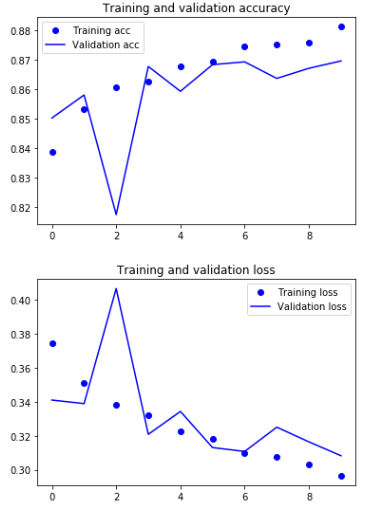 Training and validation accuracy
Training acc
Validation acc
0.88
0.87
0.86
0.85
0.84
0.83
0.82
0 2 4 6 8
Training and validation loss
Training loss
Validation loss
0.40
0.38
0.36
0.34
0.32
0.30
0 2 4 6 8